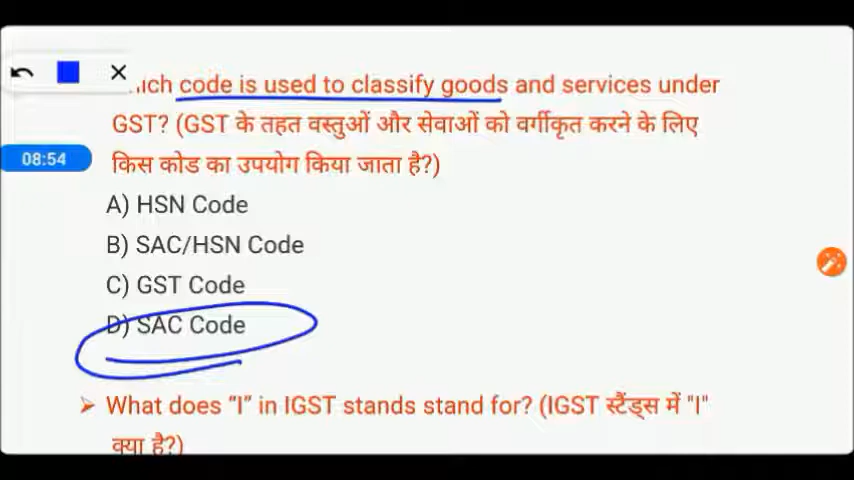 code is used to classify goods and services under
GST? (GST के तहत वस्तुओं और सेवाओं को वर्गीकृत करने के लिए
08:54
किस कोड का उपयोग किया जाता है?)
A) HSN Code
B) SAC/HSN Code
C) GST Code
D) SAC Code
What does "I" in IGST stands stand for? (IGST स्टैंड्स में "I"
क्या है?)